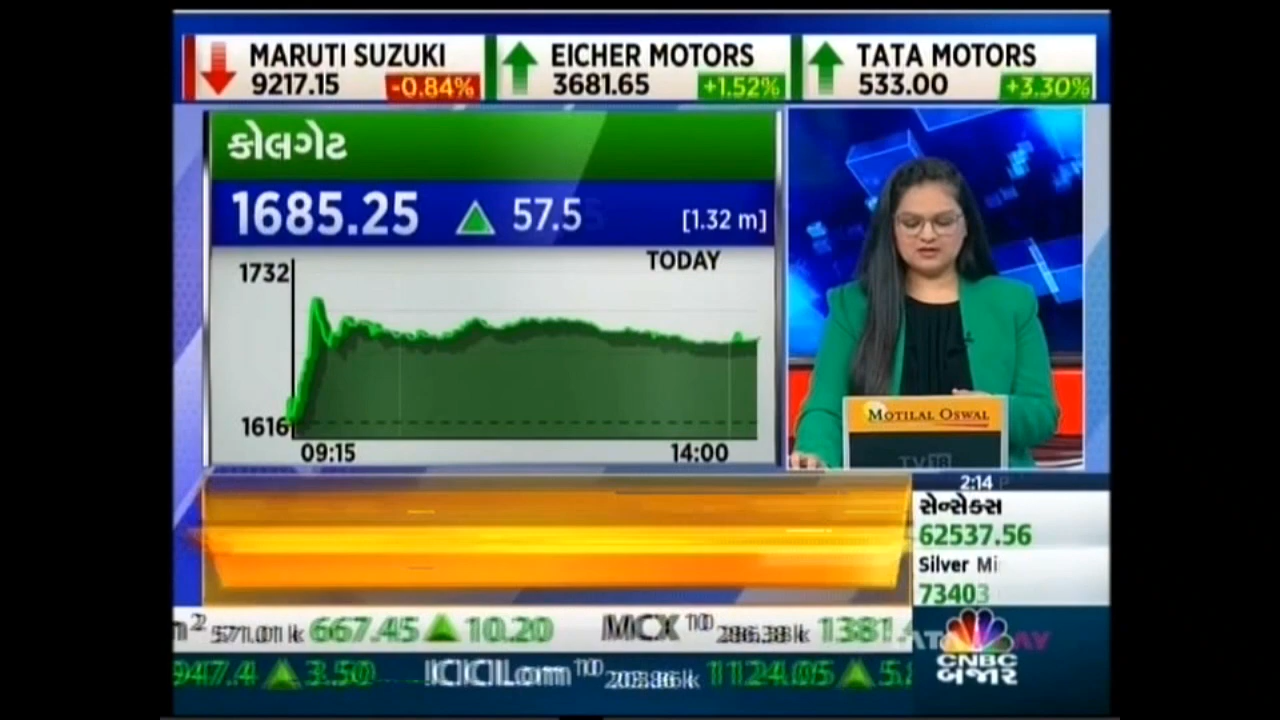 MARUTI SUZUKI
9217.15 -0.84%
EICHER MOTORS
3681.65 +1.52%
TATA MOTORS
533.00 +3.30%
કોલગેટ
1685.25 57.5 [1.32 m]
TODAY
1732
1616
09:15 14:00
MOTILAL OSWAL
TV18
2:14
સેન્સેક્સ
62537.56
Silver Mi
73403
667.45 10.20 MCX 1381
947.4 3.50 1124.05
CNBC
બજાર